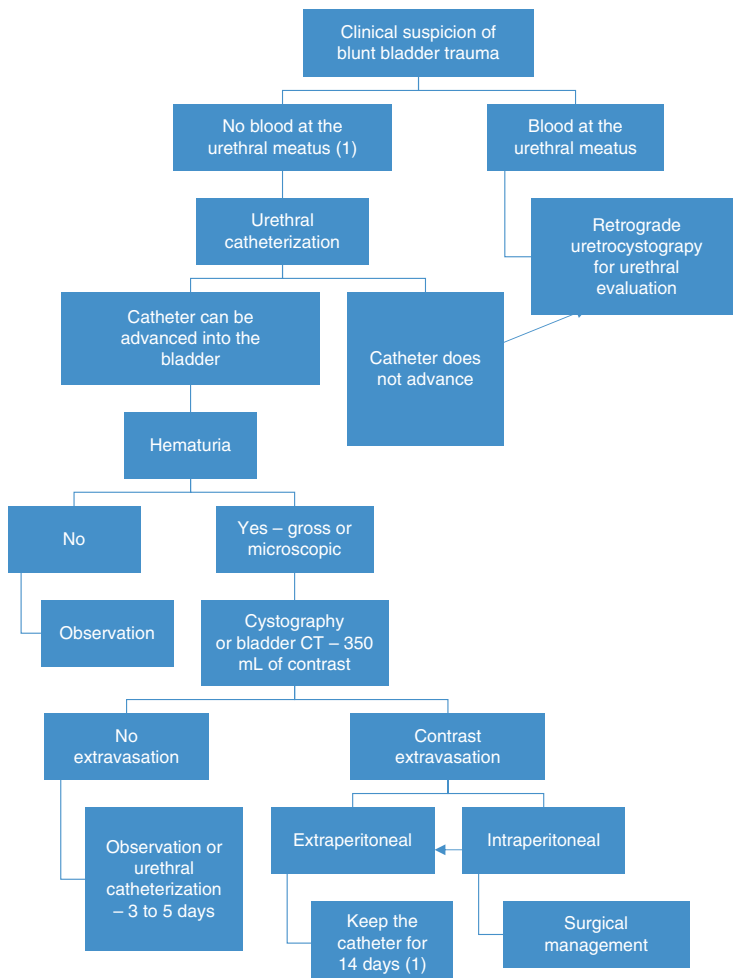 Clinical suspicion of
blunt bladder trauma
No blood at the
urethral meatus (1)
Blood at the
urethral meatus
Urethral
catheterization
Retrograde
uretrocystograpy
for urethral
evaluation
Catheter can be
advanced into the
bladder
Catheter does
not advance
Hematuria
No
Yes – gross or
microscopic
Observation
Cystography
or bladder CT – 350
mL of contrast
No
extravasation
Contrast
extravasation
Observation or
urethral
catheterization
– 3 to 5 days
Extraperitoneal
Intraperitoneal
Keep the
catheter for
14 days (1)
Surgical
management